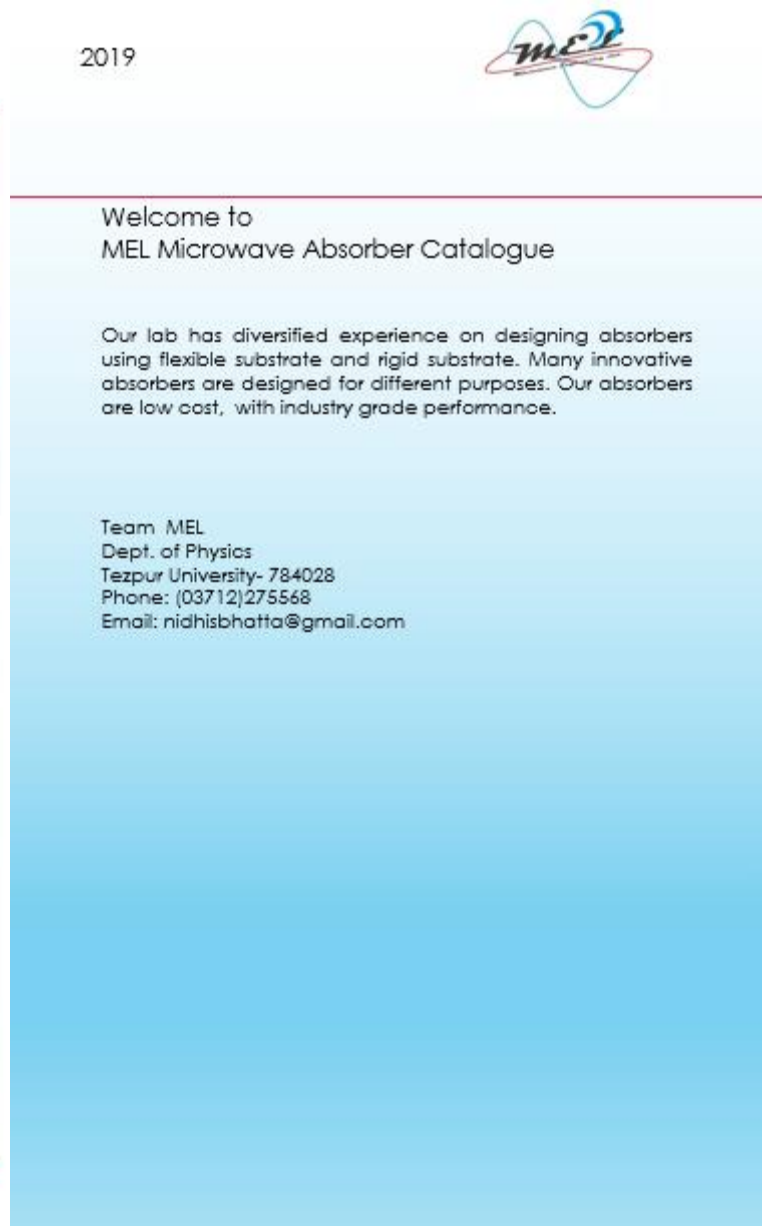 2019
MEL
Welcome to
MEL Microwave Absorber Catalogue
Our lab has diversified experience on designing absorbers
using flexible substrate and rigid substrate. Many innovative
absorbers are designed for different purposes. Our absorbers
are low cost, with industry grade performance.
Team MEL
Dept. of Physics
Tezpur University- 784028
Phone: (03712)275568
Email: nidhisbhatta@gmail.com